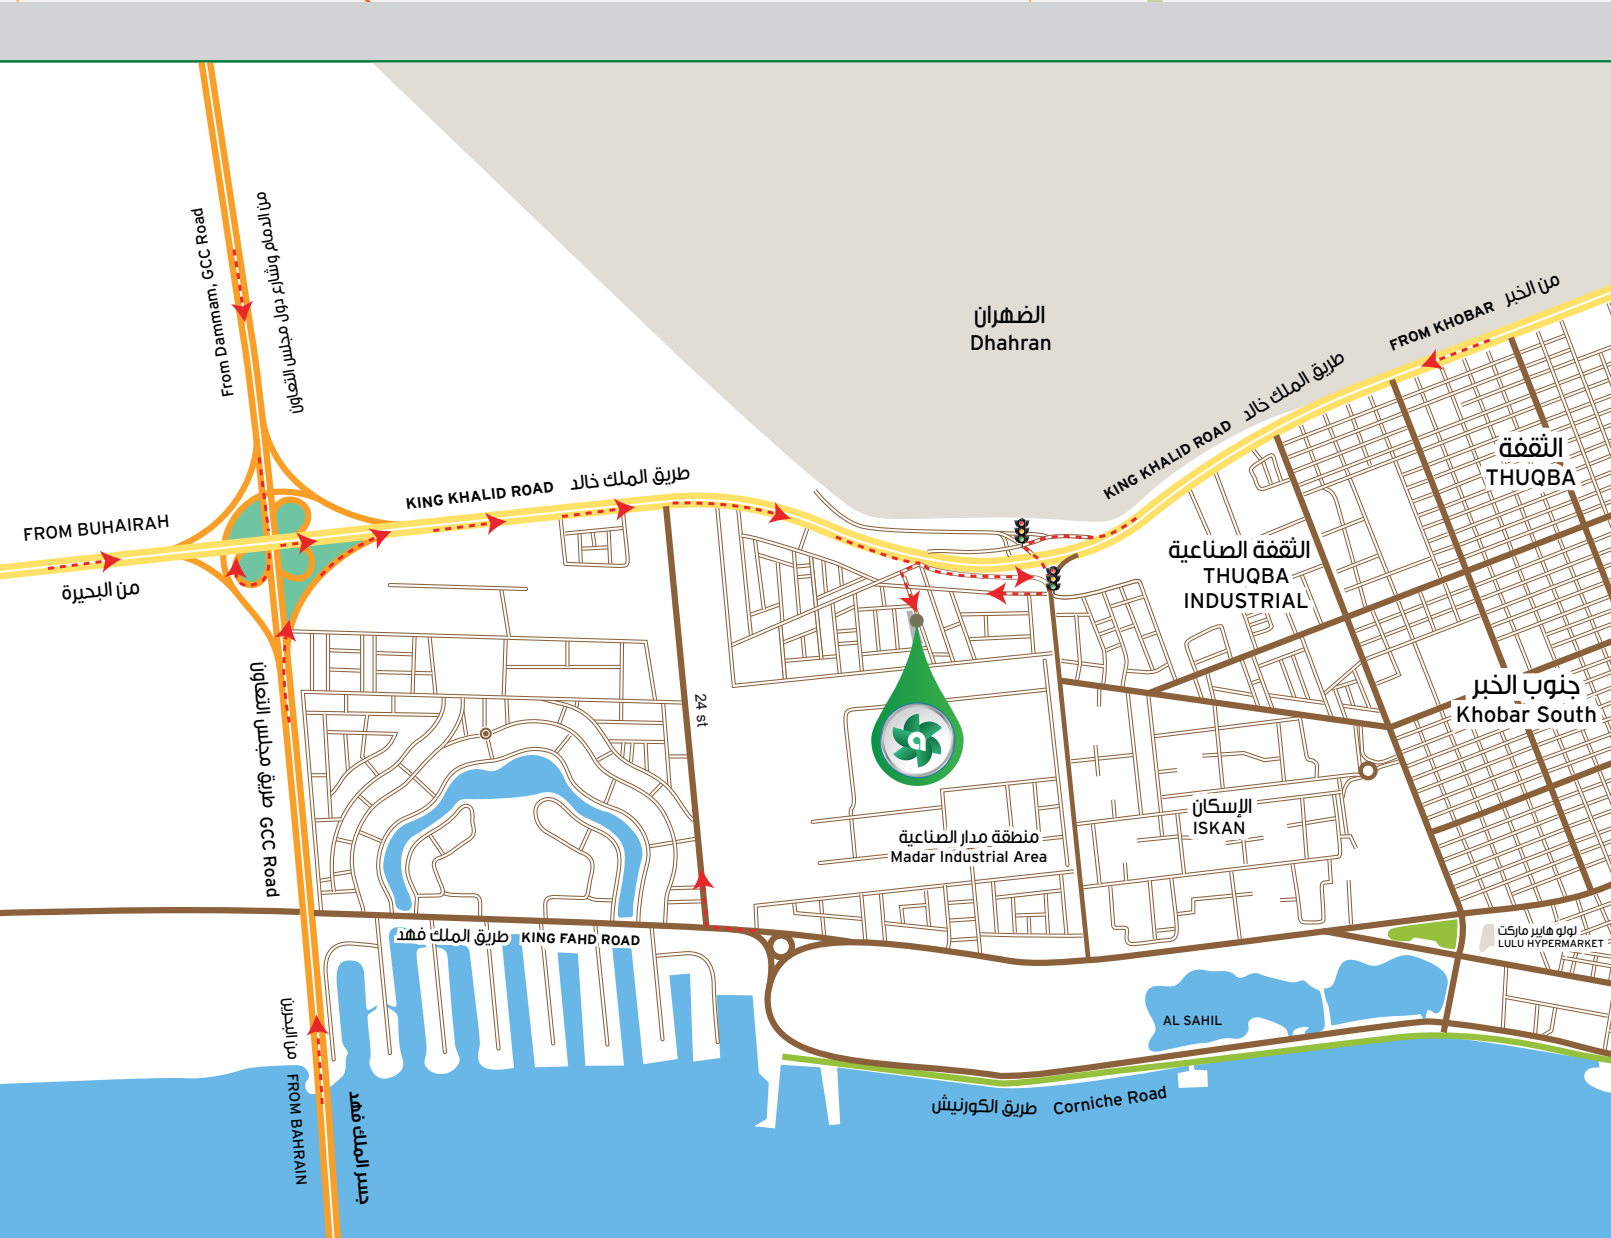 From Dammam, GCC Road
من الدمام وشارع دول مجلس التعاون
الضهران
Dhahran
FROM KHOBAR من الخبر
KING KHALID ROAD طريق الملك خالد
الثقفة
THUQBA
KING KHALID ROAD طريق الملك خالد
FROM BUHAIRAH
من البحيرة
الثقفة الصناعية
THUQBA
INDUSTRIAL
جنوب الخبر
Khobar South
24 st
طريق مجلس التعاون GCC Road
الإسكان
ISKAN
منطقة مدار الصناعية
Madar Industrial Area
طريق الملك فهد KING FAHD ROAD
لولو هايبر ماركت
LULU HYPERMARKET
AL SAHIL
من البحرين FROM BAHRAIN
جسر الملك فهد
طريق الكورنيش Corniche Road